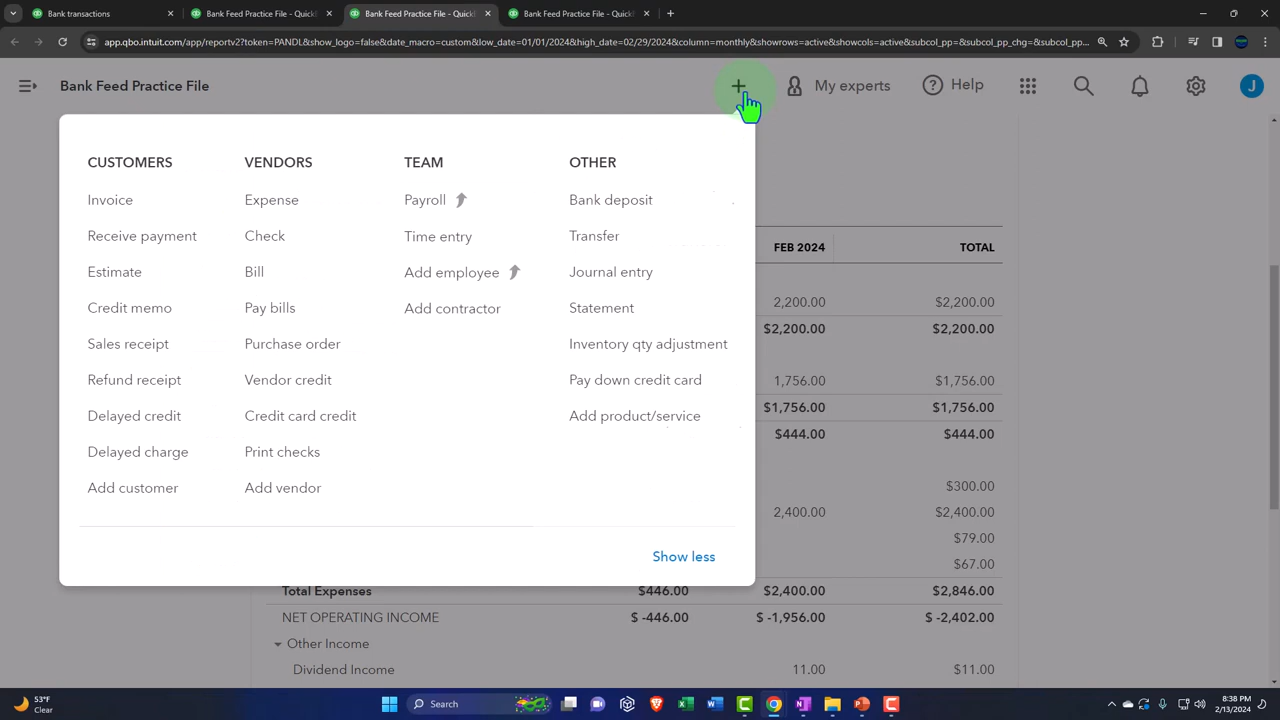 Bank transactions
Bank Feed Practice File - Quick
Bank Feed Practice File - Quick
Bank Feed Practice File - Quick
app.qbo.intuit.com/app/reportv2?token=PANDL&show_logo=false&date_macro=custom&low_date=01/01/2024&high_date=02/29/2024&column=monthly&showcols=active&subcol_pp=&subcol_pp_chg=&subcol_pp_...
Bank Feed Practice File
My experts
Help
J
CUSTOMERS
Invoice
Receive payment
Estimate
Credit memo
Sales receipt
Refund receipt
Delayed credit
Delayed charge
Add customer
VENDORS
Expense
Check
Bill
Pay bills
Purchase order
Vendor credit
Credit card credit
Print checks
Add vendor
TEAM
Payroll
Time entry
Add employee
Add contractor
OTHER
Bank deposit
Transfer
Journal entry
Statement
Inventory qty adjustment
Pay down credit card
Add product/service
Show less
FEB 2024 TOTAL
2,200.00 $2,200.00
$2,200.00 $2,200.00
1,756.00 $1,756.00
$1,756.00 $1,756.00
$444.00 $444.00
$300.00
2,400.00 $2,400.00
$79.00
$67.00
Total Expenses $446.00 $2,400.00 $2,846.00
NET OPERATING INCOME $ -446.00 $ -1,956.00 $ -2,402.00
Other Income
Dividend Income 11.00 $11.00
53°F
Clear
Search
8:38 PM
2/13/2024